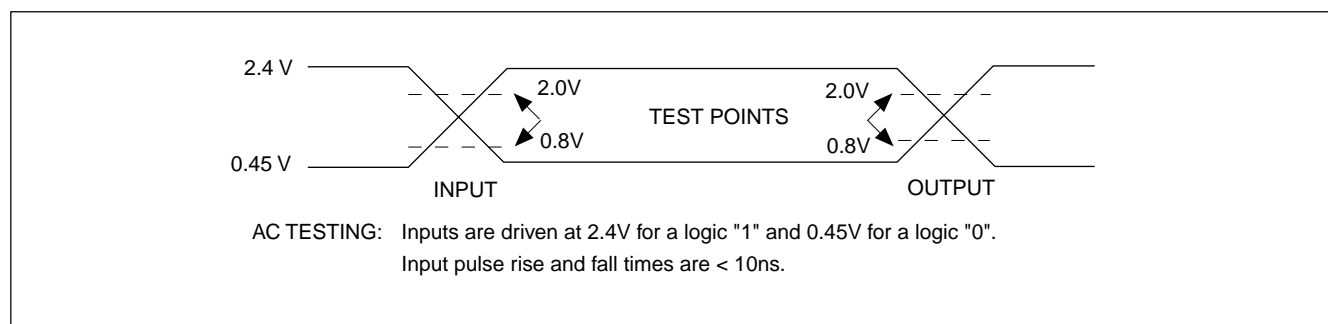 2.4 V
2.0V
2.0V
TEST POINTS
0.8V
0.8V
0.45 V
INPUT
OUTPUT
AC TESTING: Inputs are driven at 2.4V for a logic "1" and 0.45V for a logic "0".
Input pulse rise and fall times are < 10ns.